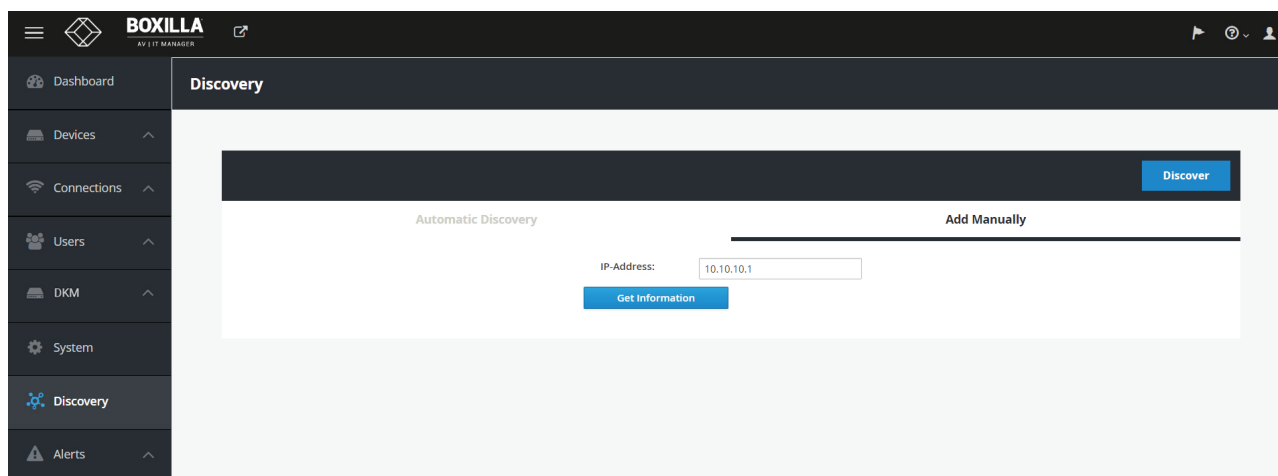 BOXILLA
AV | IT MANAGER
Dashboard
Discovery
Devices
Connections
Discover
Automatic Discovery
Add Manually
Users
IP-Address:
10.10.10.1
DKM
Get Information
System
Discovery
Alerts